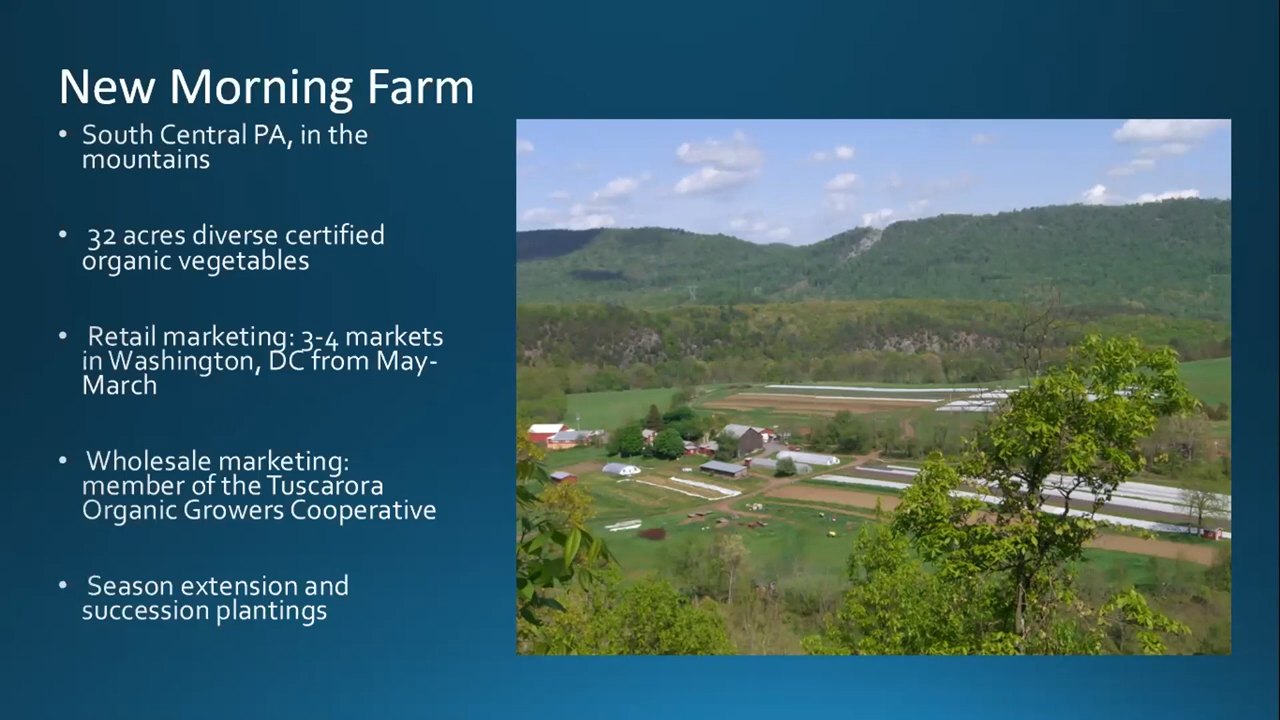 New Morning Farm
• South Central PA, in the
mountains
• 32 acres diverse certified
organic vegetables
• Retail marketing: 3-4 markets
in Washington, DC from May-
March
• Wholesale marketing:
member of the Tuscarora
Organic Growers Cooperative
• Season extension and
succession plantings